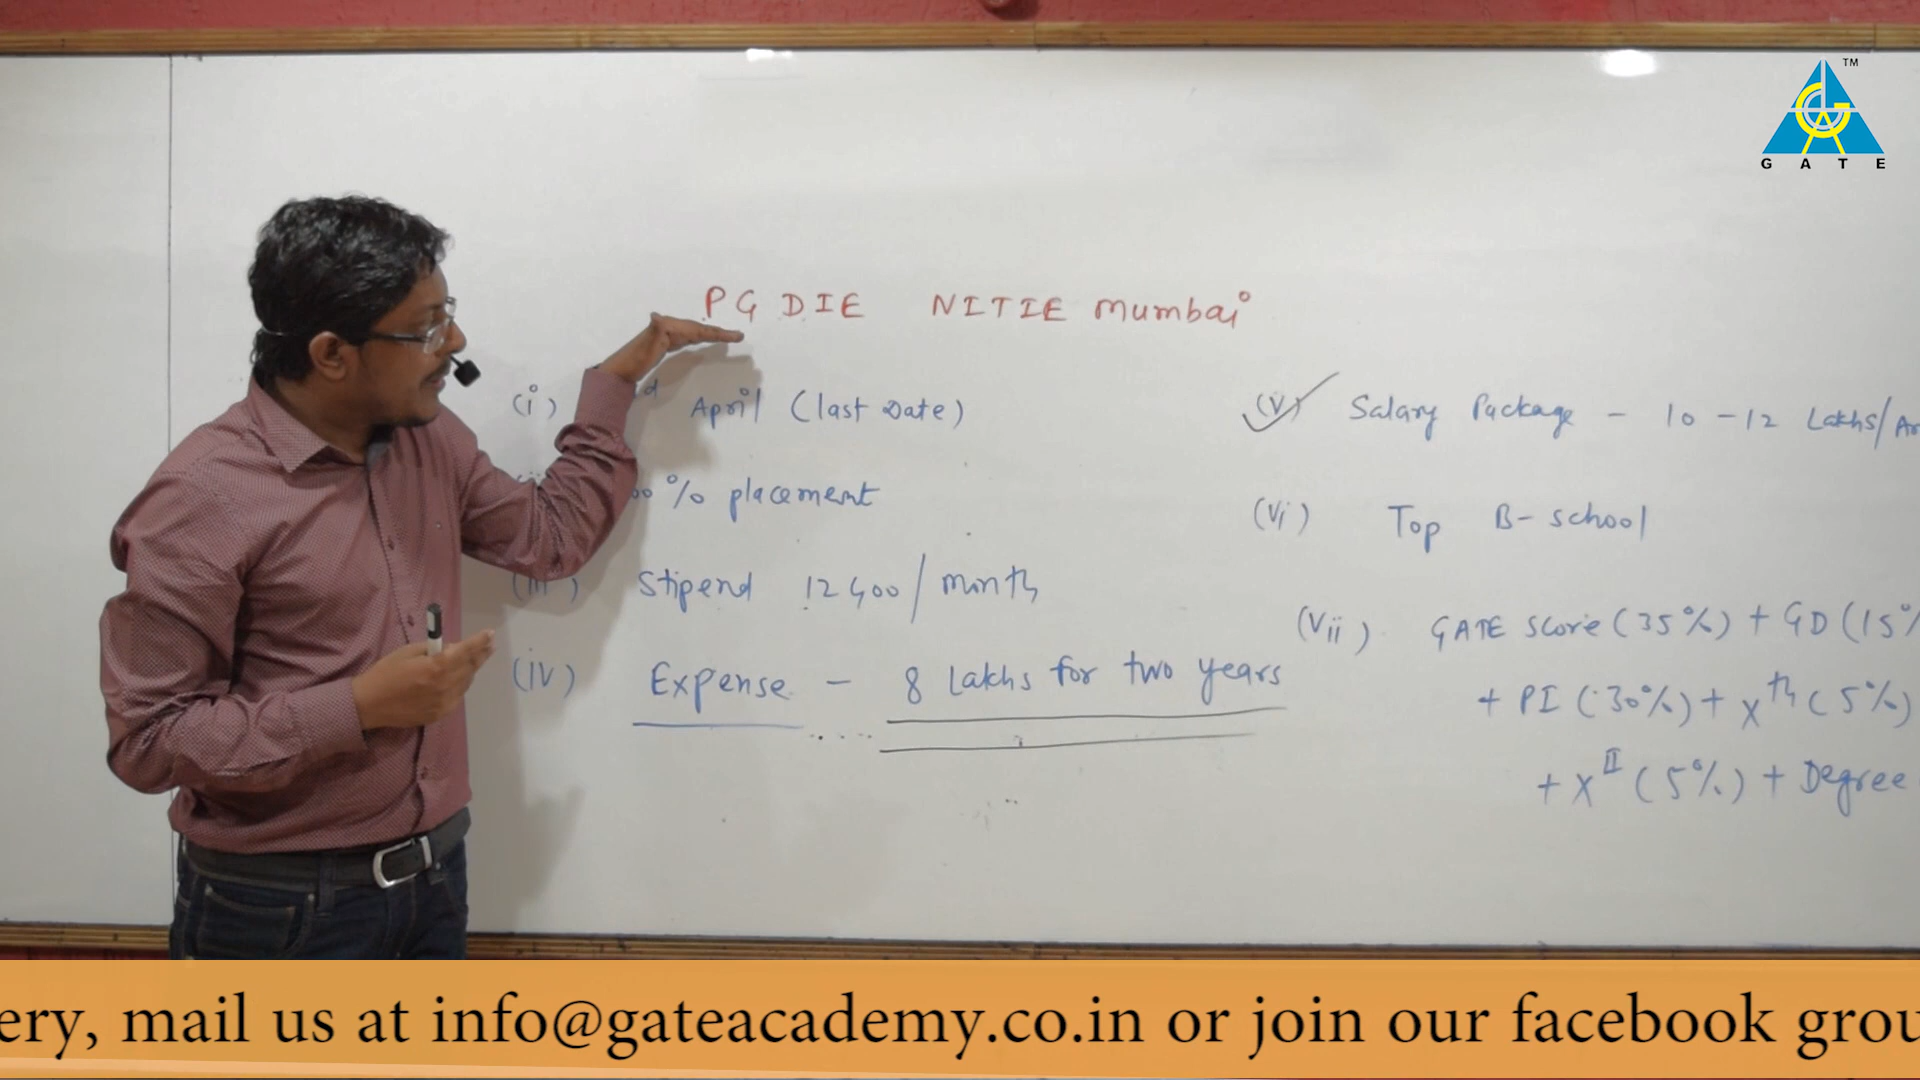 TM
GATE
PG DIE NITIE Mumbai
(i) April (last Date)
% placement
(iii) Stipend 12400/month
(iv) Expense - 8 Lakhs for two years
(v) Salary Package - 10-12 Lakhs/
(vi) Top B-school
(vii) GATE Score (35%) + GD (15%
+ PI (30%) + Xth (5%)
+ XII (5%) + Degree
ery, mail us at info@gateacademy.co.in or join our facebook grou